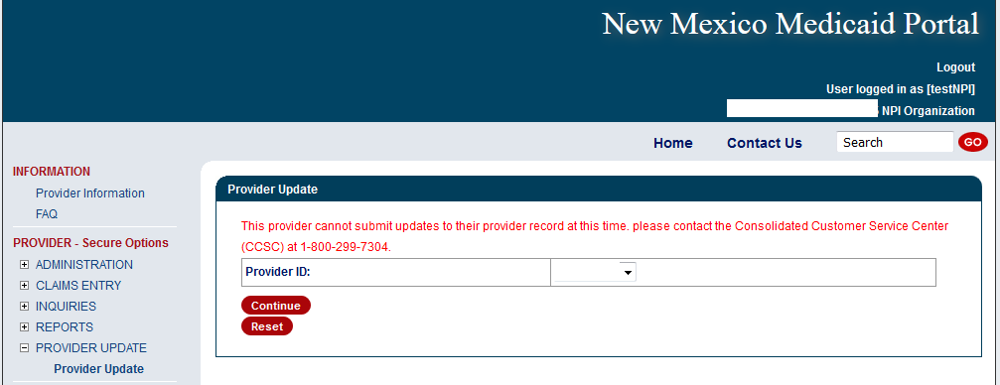 New Mexico Medicaid Portal
Logout
User logged in as [testNPI]
NPI Organization
Home
Contact Us
Search
GO
INFORMATION
Provider Information
FAQ
PROVIDER - Secure Options
ADMINISTRATION
CLAIMS ENTRY
INQUIRIES
REPORTS
PROVIDER UPDATE
Provider Update
Provider Update
This provider cannot submit updates to their provider record at this time. please contact the Consolidated Customer Service Center
(CCSC) at 1-800-299-7304.
Provider ID:
Continue
Reset